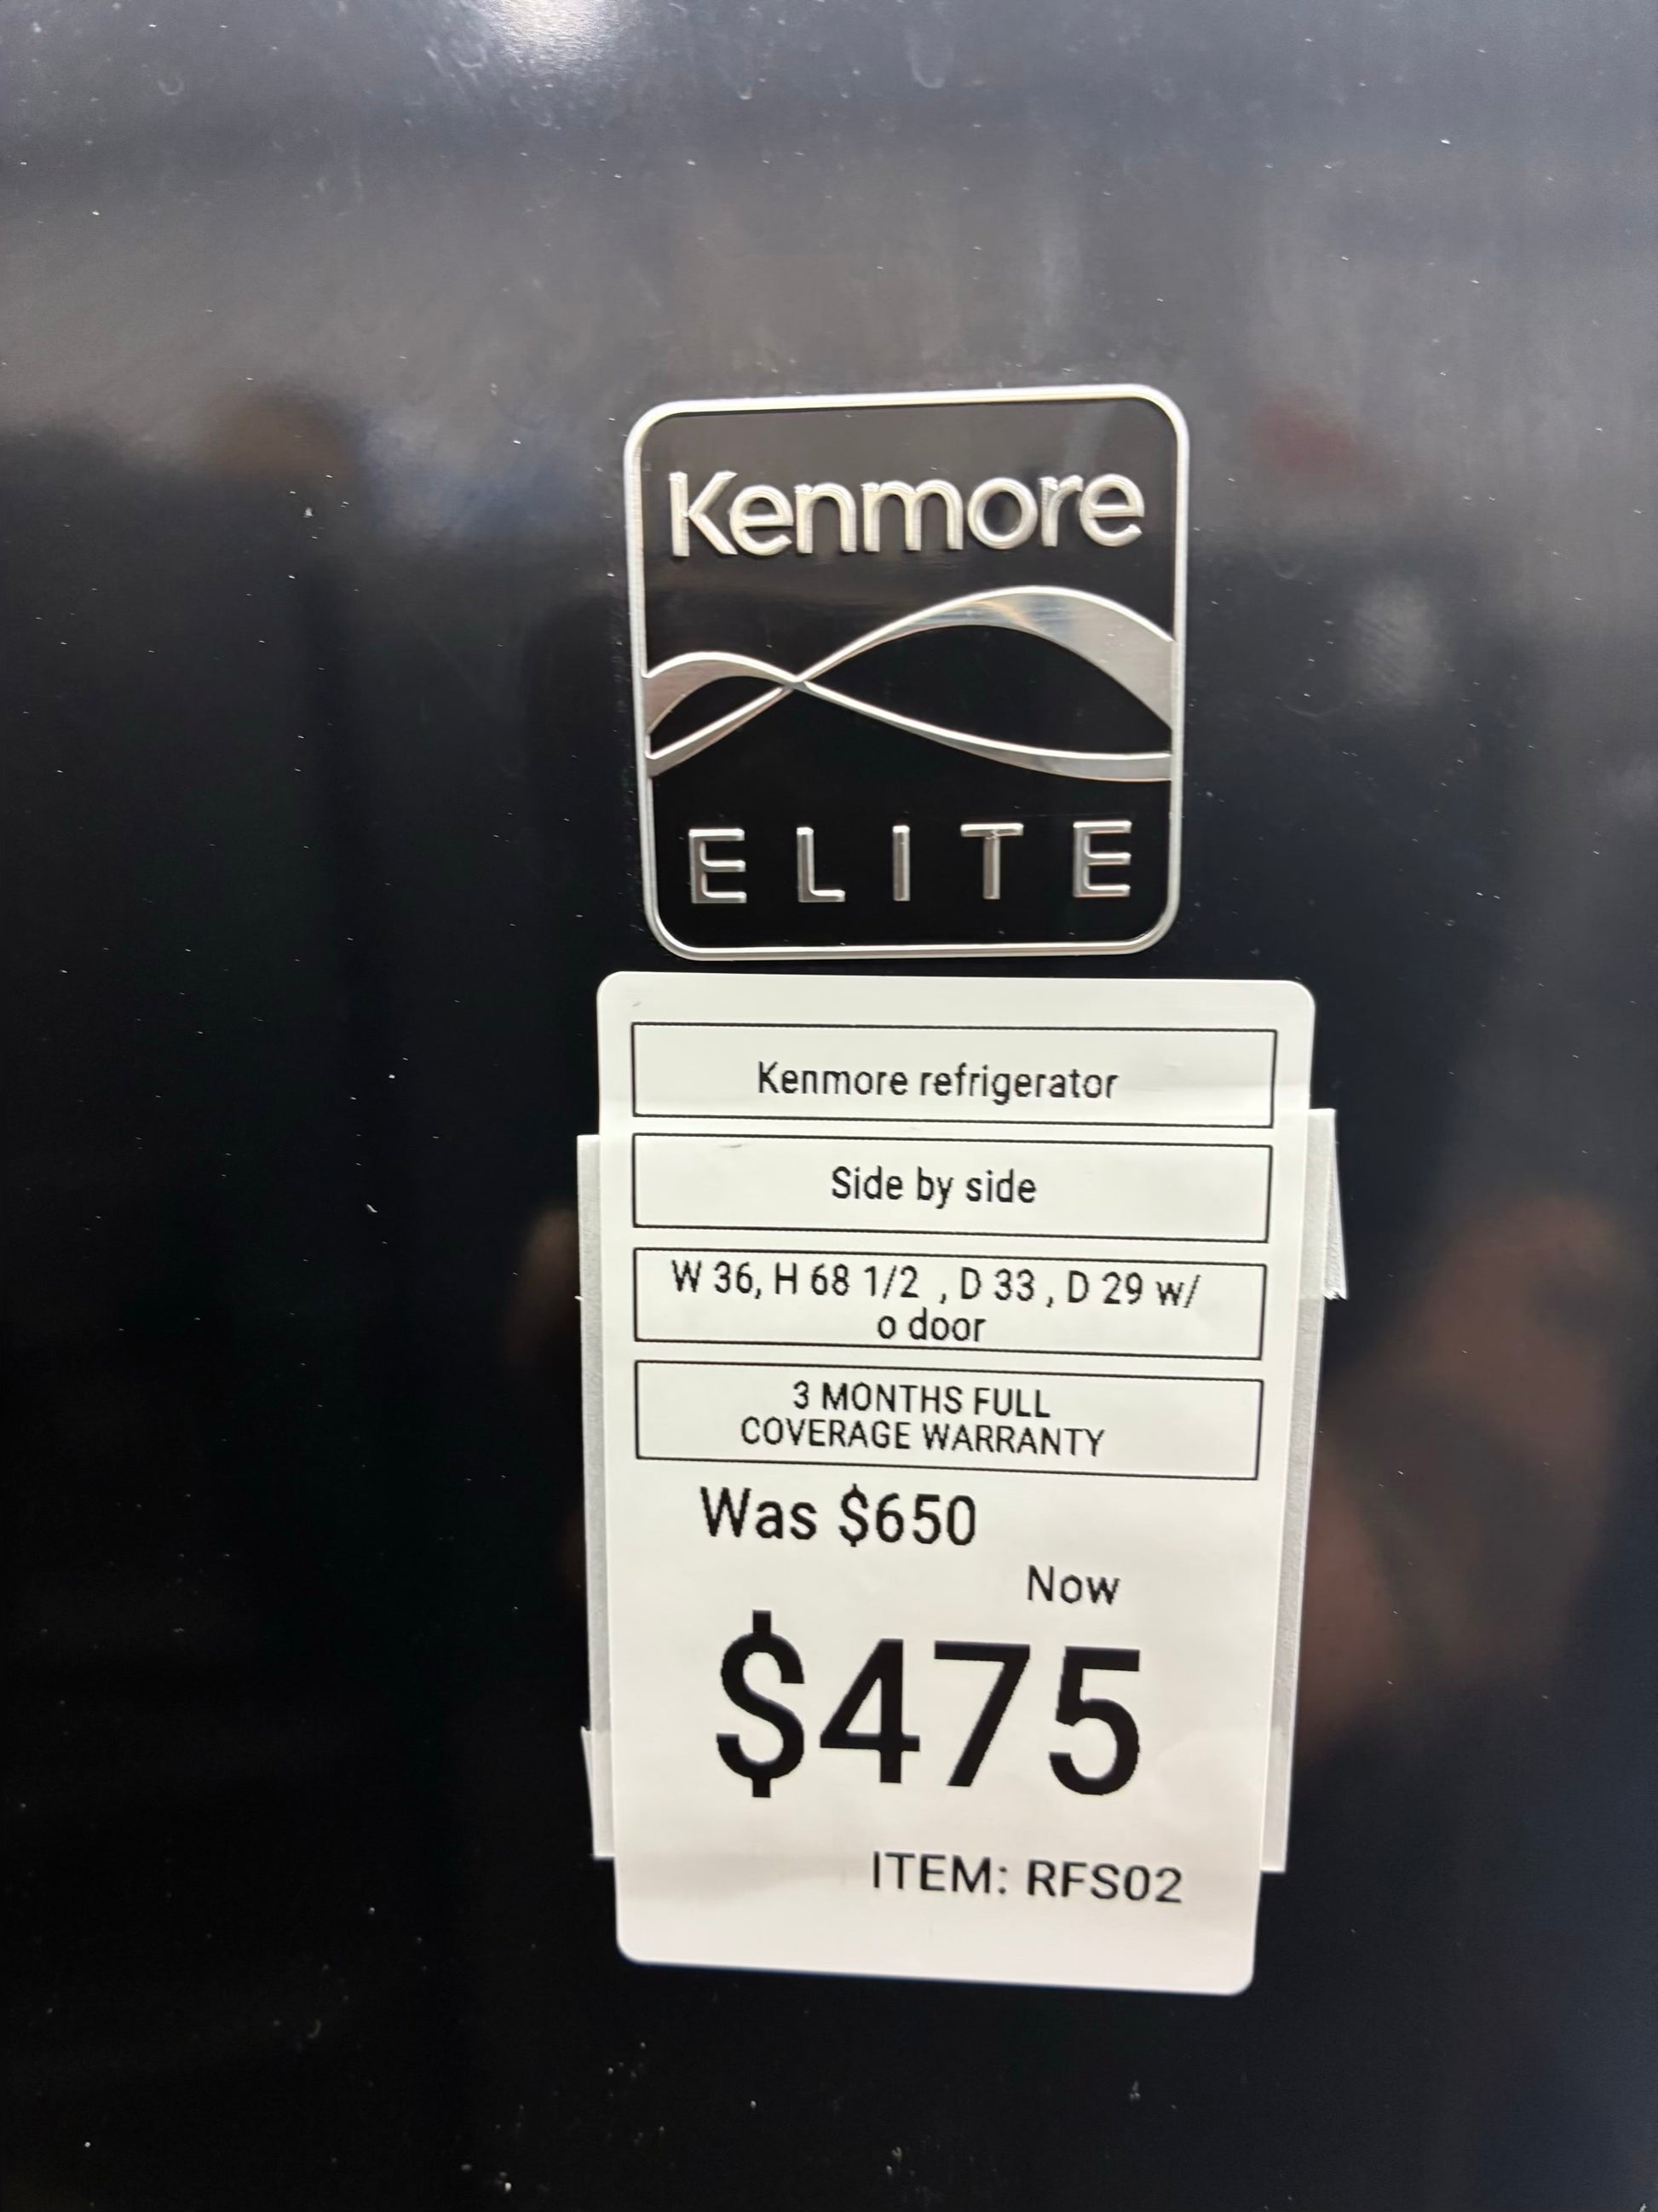 Kenmore
ELITE
Kenmore refrigerator
Side by side
W 36, H 68 1/2 , D 33 , D 29 w/
o door
3 MONTHS FULL
COVERAGE WARRANTY
Was $650
Now
$475
ITEM: RFS02